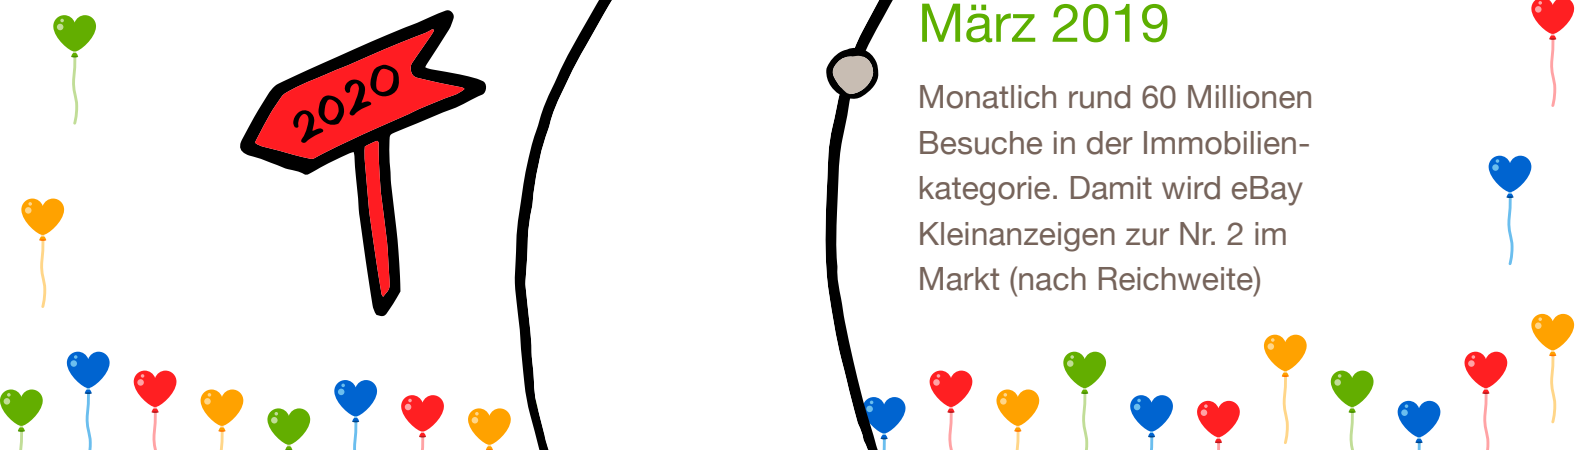 2020
März 2019
Monatlich rund 60 Millionen
Besuche in der Immobilien-
kategorie. Damit wird eBay
Kleinanzeigen zur Nr. 2 im
Markt (nach Reichweite)